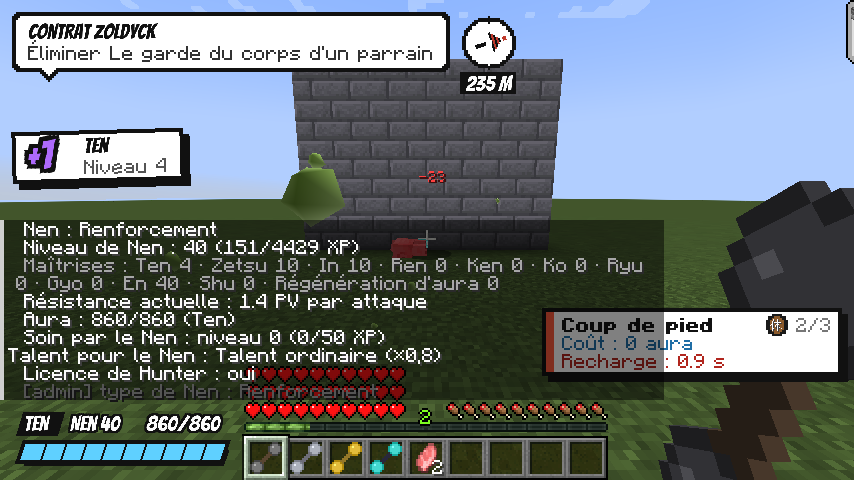 CONTRAT ZOLDYCK
Éliminer Le garde du corps d'un parrain
235 M
+1
TEN
Niveau 4
-23
Nen : Renforcement
Niveau de Nen : 40 (151/4429 XP)
Maîtrises : Ten 4 · Zetsu 10 · In 10 · Ren 0 · Ken 0 · Ko 0 · Ryu
0 · Gyo 0 · En 40 · Shu 0 · Régénération d'aura 0
Résistance actuelle : 1.4 PV par attaque
Aura : 860/860 (Ten)
Soin par le Nen : niveau 0 (0/50 XP)
Talent pour le Nen : Talent ordinaire (×0,8)
Licence de Hunter : oui
[admin] type de Nen : Renforcement
Coup de pied
2/3
Coût : 0 aura
Recharge : 0.9 s
TEN
NEN 40
860/860
2
2